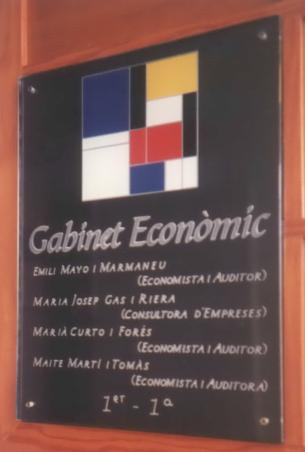 Gabinet Econòmic
EMILI MAYO I MARMANEU
(ECONOMISTA I AUDITOR)
MARIA JOSEP GAS I RIERA
(CONSULTORA D'EMPRESES)
MARIÀ CURTO I FORÉS
(ECONOMISTA I AUDITOR)
MAITE MARTÍ I TOMÀS
(ECONOMISTA I AUDITORA)
1er - 1a